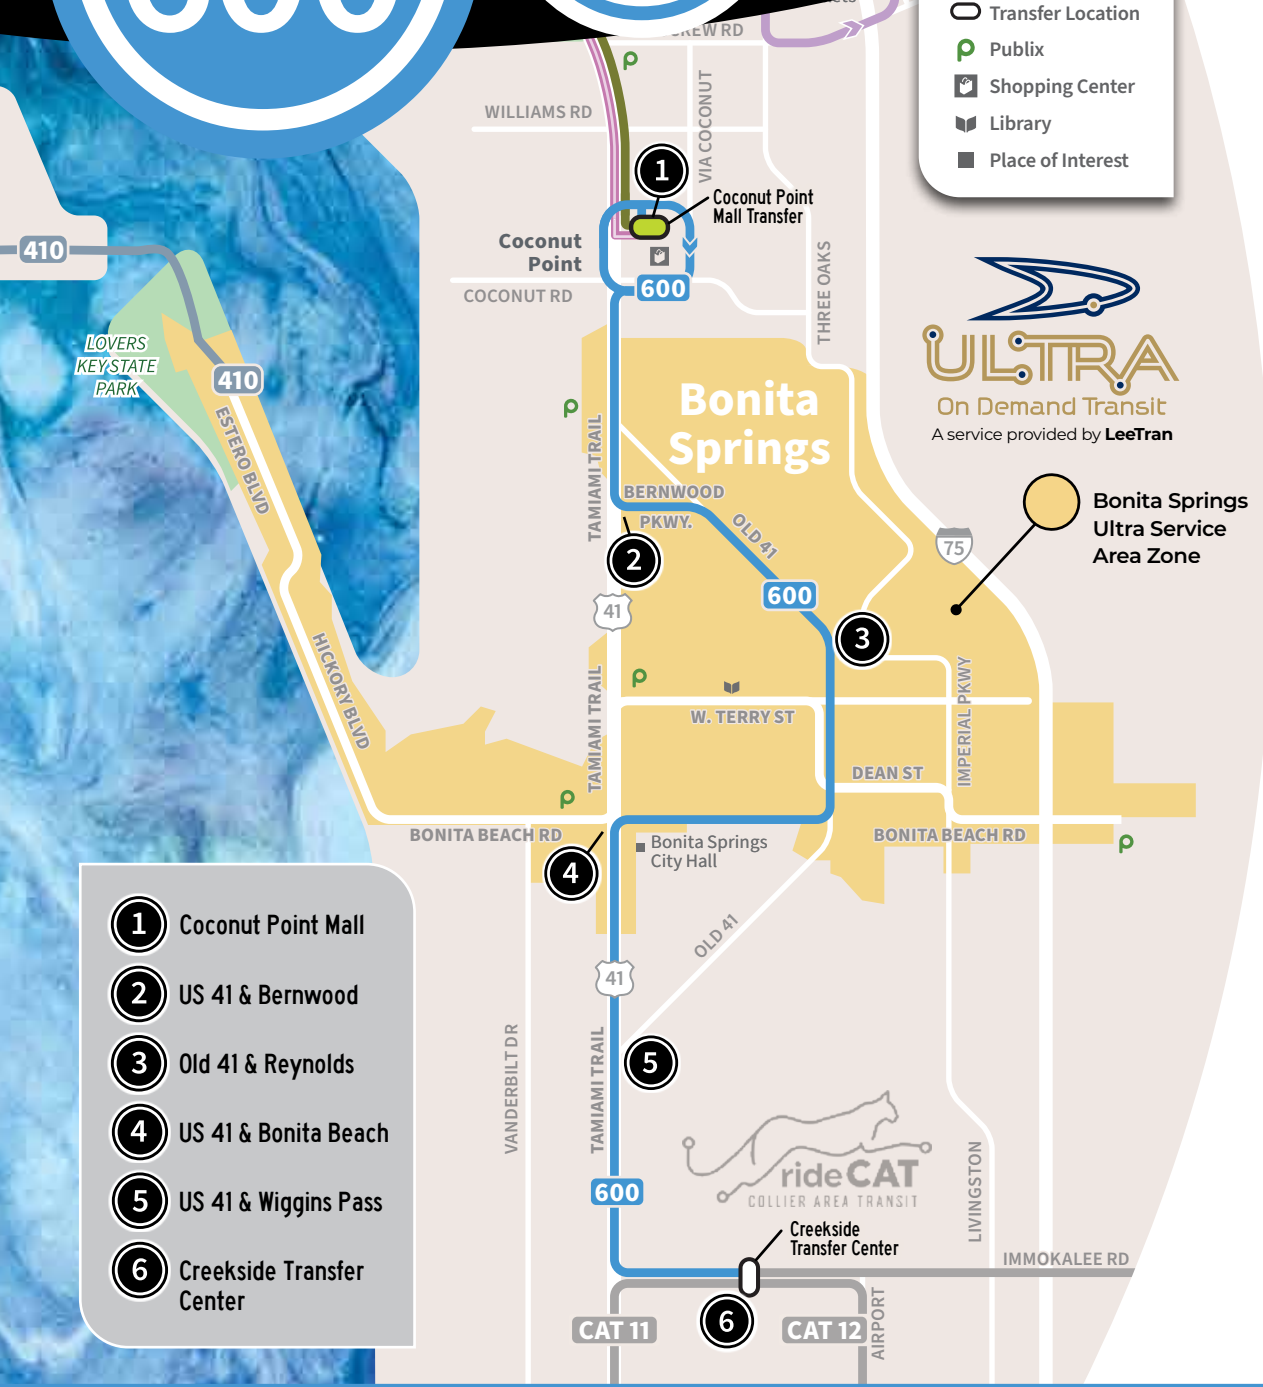 600
Transfer Location
Publix
Shopping Center
Library
Place of Interest
WILLIAMS RD
VIA COCONUT
1
Coconut Point
Mall Transfer
Coconut
Point
600
COCONUT RD
THREE OAKS
410
LOVERS
KEY STATE
PARK
410
ESTERO BLVD
HICKORY BLVD
ULTRA
On Demand Transit
A service provided by LeeTran
Bonita Springs
Ultra Service
Area Zone
75
Bonita
Springs
TAMIAMI TRAIL
BERNWOOD
PKWY.
OLD 41
2
41
600
3
TAMIAMI TRAIL
W. TERRY ST
IMPERIAL PKWY
DEAN ST
BONITA BEACH RD
BONITA BEACH RD
Bonita Springs
City Hall
4
OLD 41
41
VANDERBILT DR
TAMIAMI TRAIL
5
600
rideCAT
COLLIER AREA TRANSIT
LIVINGSTON
Creekside
Transfer Center
IMMOKALEE RD
6
CAT 11
CAT 12
AIRPORT
1 Coconut Point Mall
2 US 41 & Bernwood
3 Old 41 & Reynolds
4 US 41 & Bonita Beach
5 US 41 & Wiggins Pass
6 Creekside Transfer
Center